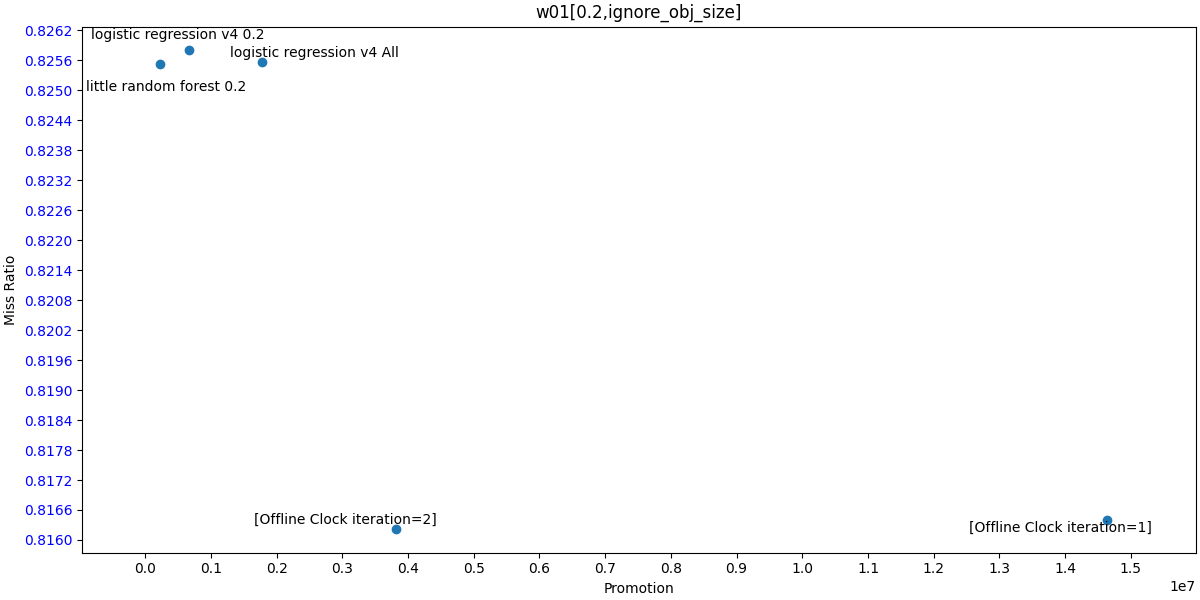 w01[0.2,ignore_obj_size]
0.8262
0.8256
0.8250
0.8244
0.8238
0.8232
0.8226
0.8220
0.8214
0.8208
0.8202
0.8196
0.8190
0.8184
0.8178
0.8172
0.8166
0.8160
Miss Ratio
logistic regression v4 0.2
logistic regression v4 All
little random forest 0.2
[Offline Clock iteration=2]
[Offline Clock iteration=1]
0.0 0.1 0.2 0.3 0.4 0.5 0.6 0.7 0.8 0.9 1.0 1.1 1.2 1.3 1.4 1.5
1e7
Promotion